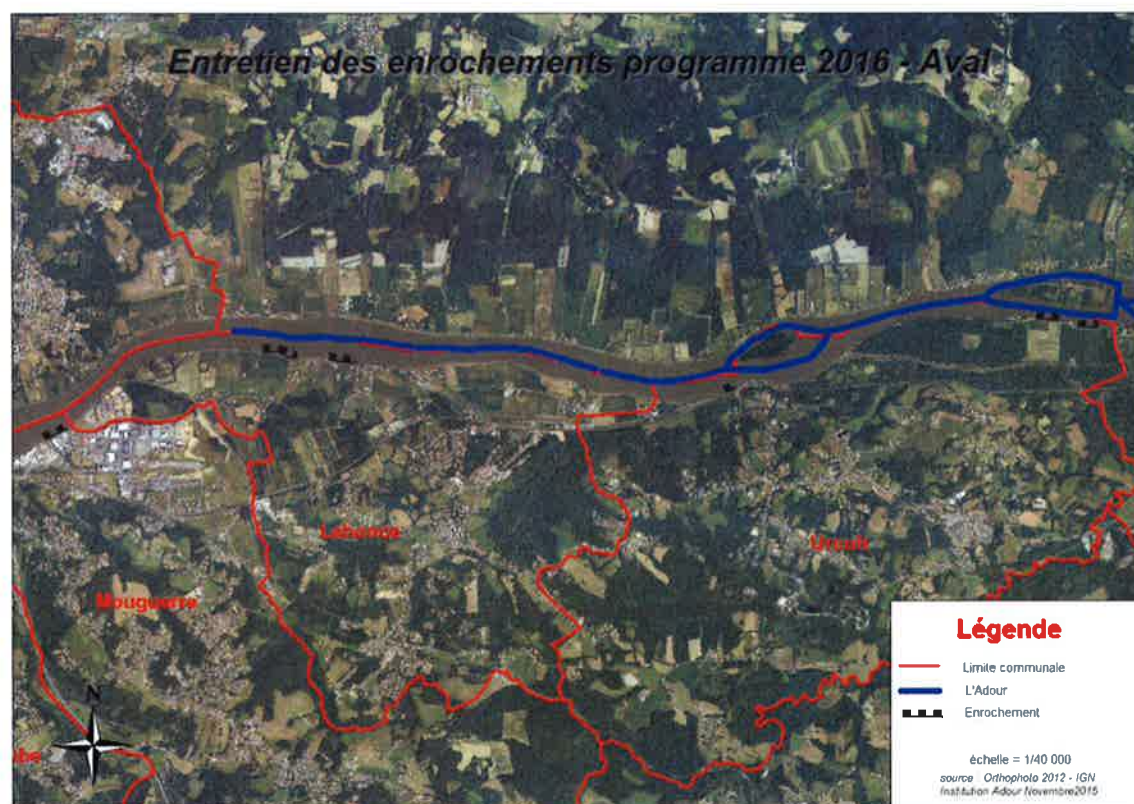 Entretien des enrochements programme 2016 - Aval
Lahonce
Urcuit
Mouguerre
N
Légende
Limite communale
L'Adour
Enrochement
échelle = 1/40 000
source Orthophoto 2012 - IGN
Institution Adour Novembre2015